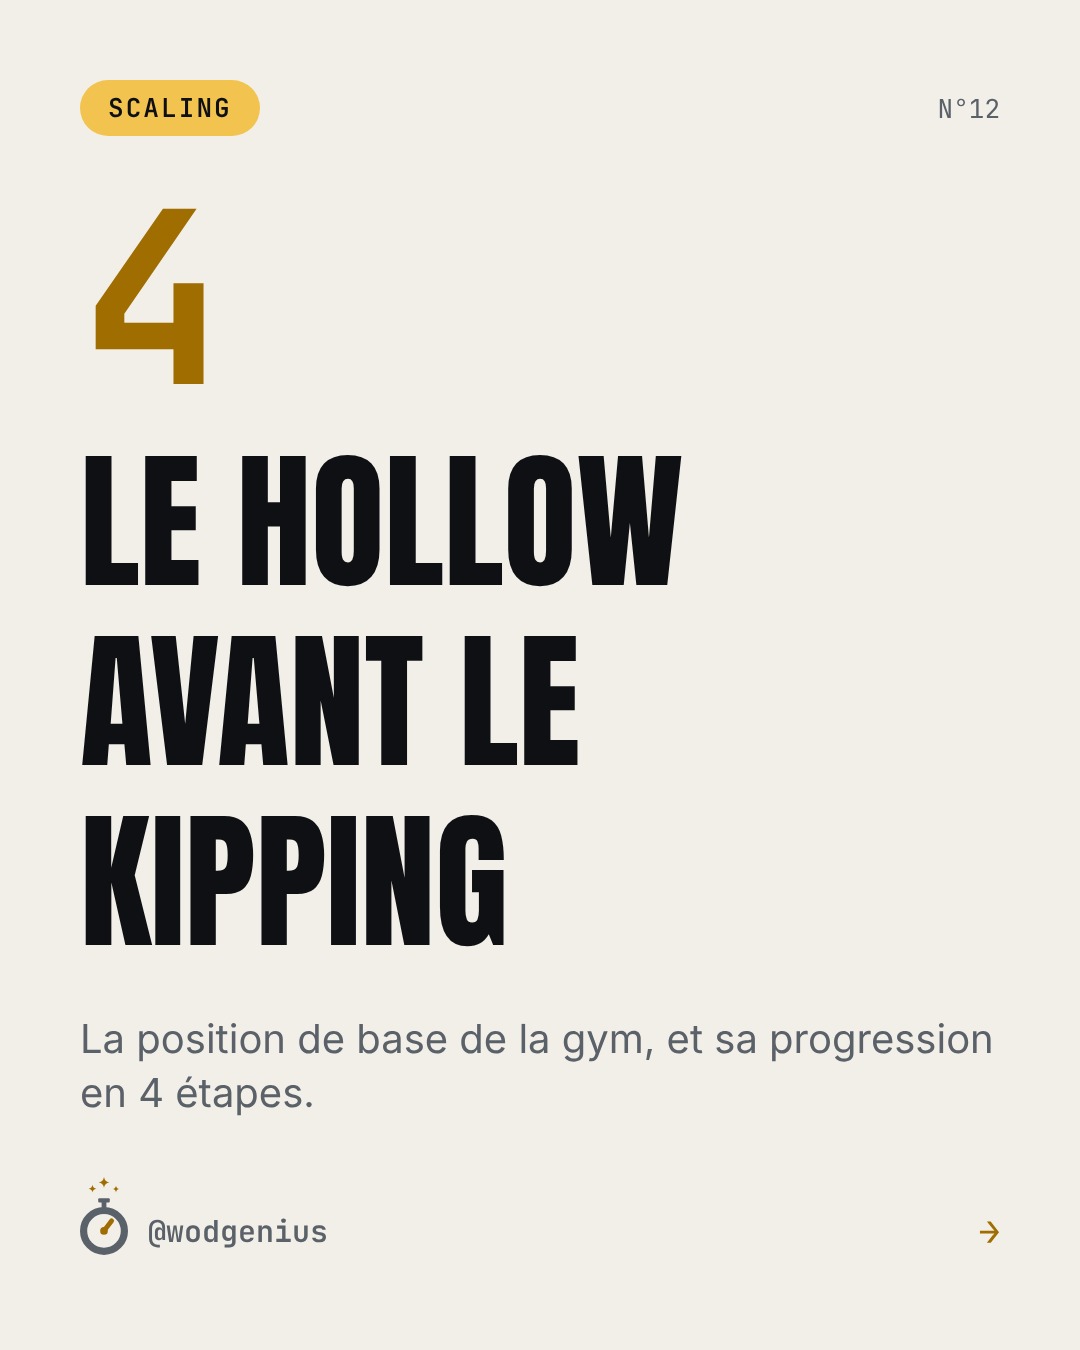 SCALING
N°12
4
LE HOLLOW
AVANT LE
KIPPING
La position de base de la gym, et sa progression
en 4 étapes.
@wodgenius
→